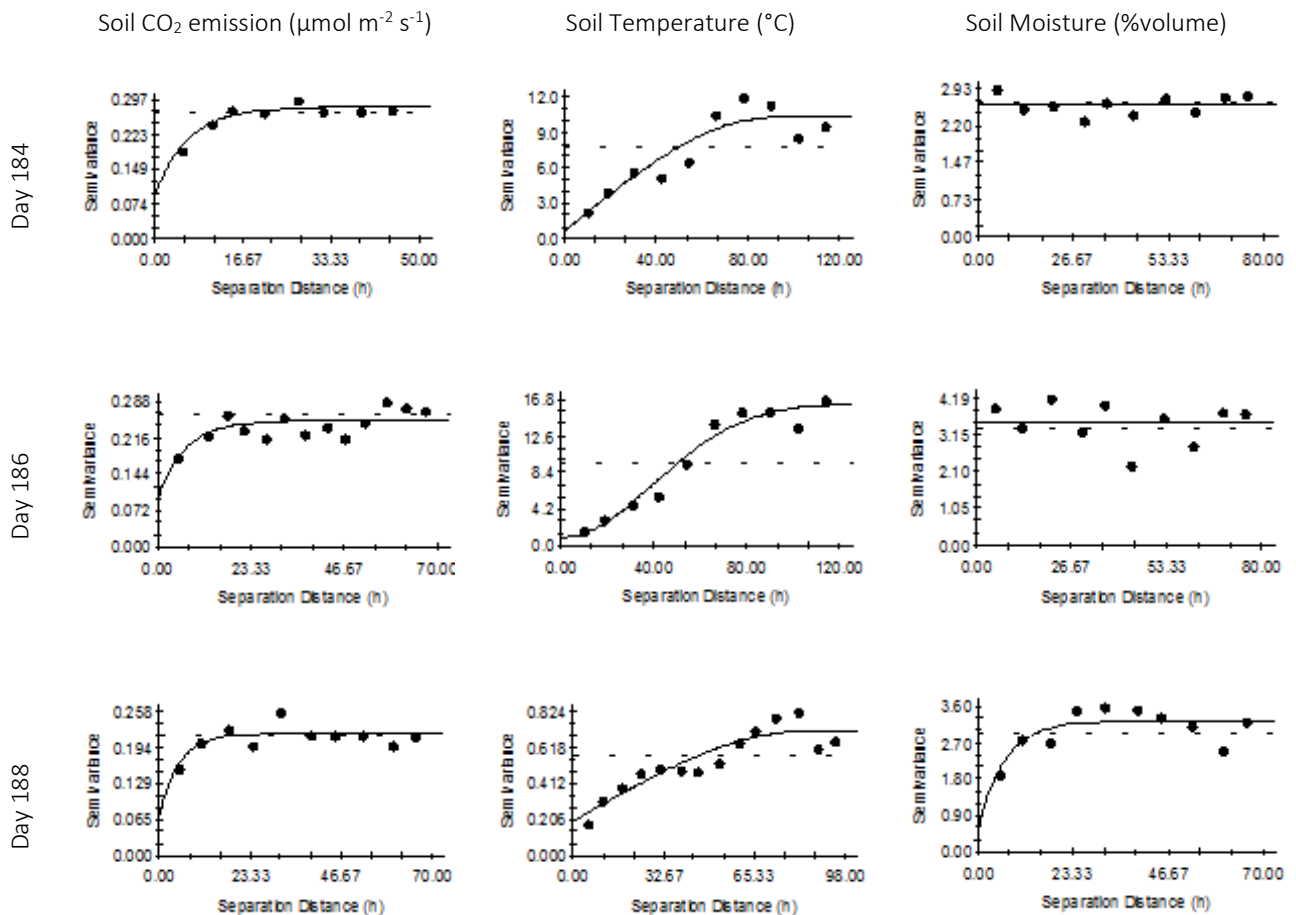 Soil CO₂ emission (µmol m⁻² s⁻¹) Soil Temperature (°C) Soil Moisture (%volume)
Day 184
Semivariance
0.297
0.223
0.149
0.074
0.000
0.00 16.67 33.33 50.00
Separation Distance (h)
Semivariance
12.0
9.0
6.0
3.0
0.0
0.00 40.00 80.00 120.00
Separation Distance (h)
Semivariance
2.93
2.20
1.47
0.73
0.00
0.00 26.67 53.33 80.00
Separation Distance (h)
Day 186
Semivariance
0.288
0.216
0.144
0.072
0.000
0.00 23.33 46.67 70.00
Separation Distance (h)
Semivariance
16.8
12.6
8.4
4.2
0.0
0.00 40.00 80.00 120.00
Separation Distance (h)
Semivariance
4.19
3.15
2.10
1.05
0.00
0.00 26.67 53.33 80.00
Separation Distance (h)
Day 188
Semivariance
0.258
0.194
0.129
0.065
0.000
0.00 23.33 46.67 70.00
Separation Distance (h)
Semivariance
0.824
0.618
0.412
0.206
0.000
0.00 32.67 65.33 98.00
Separation Distance (h)
Semivariance
3.60
2.70
1.80
0.90
0.00
0.00 23.33 46.67 70.00
Separation Distance (h)